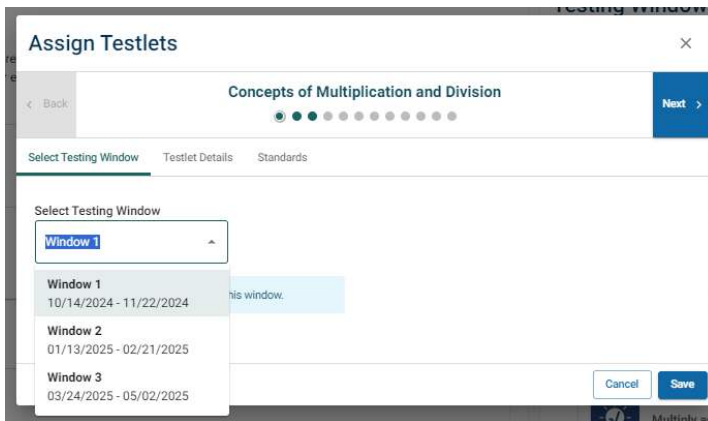 Testing Window
Assign Testlets
Back
Concepts of Multiplication and Division
Next
Select Testing Window
Testlet Details
Standards
Select Testing Window
Window 1
Window 1
10/14/2024 - 11/22/2024
his window.
Window 2
01/13/2025 - 02/21/2025
Window 3
03/24/2025 - 05/02/2025
Cancel
Save